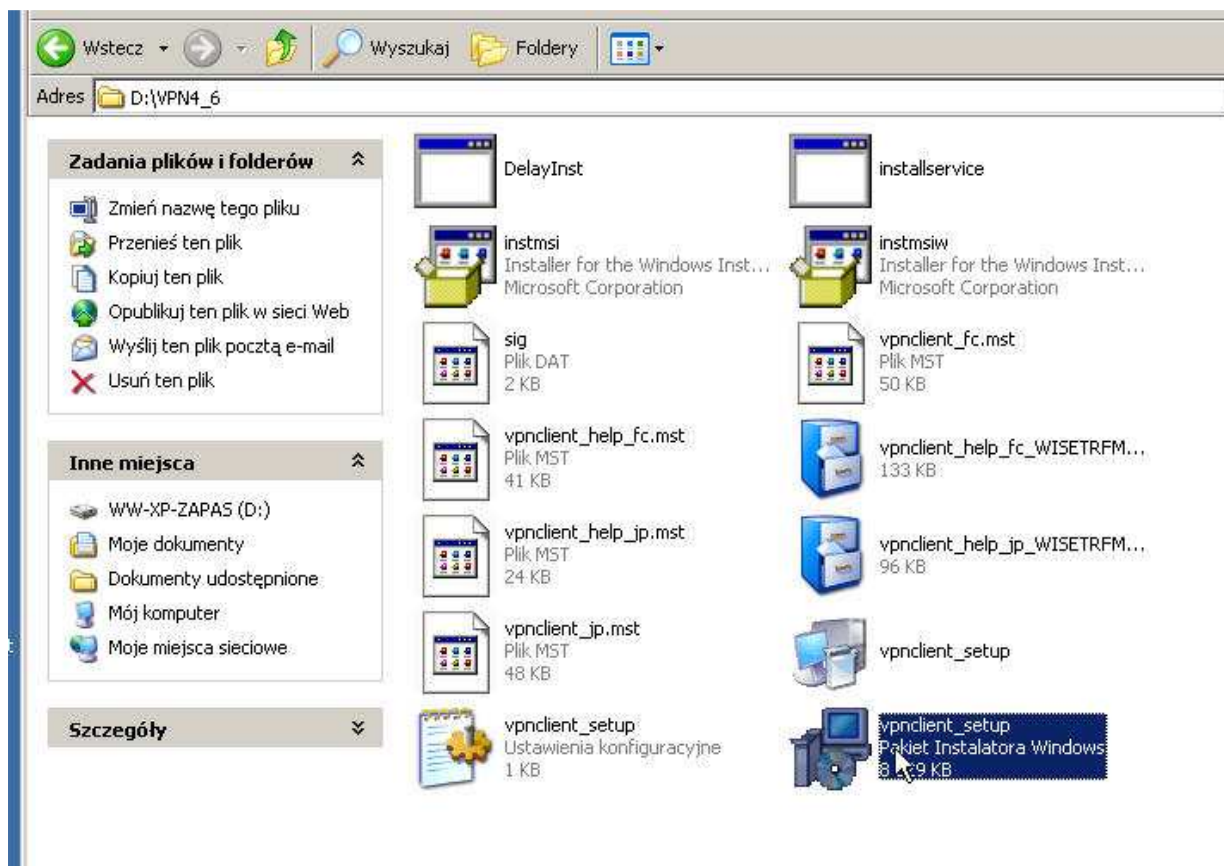 Wstecz
Wyszukaj
Foldery
Adres
D:\VPN4_6
Zadania plików i folderów
Zmień nazwę tego pliku
Przenieś ten plik
Kopiuj ten plik
Opublikuj ten plik w sieci Web
Wyślij ten plik pocztą e-mail
Usuń ten plik
Inne miejsca
WW-XP-ZAPAS (D:)
Moje dokumenty
Dokumenty udostępnione
Mój komputer
Moje miejsca sieciowe
Szczegóły
DelayInst
installservice
instmsi
Installer for the Windows Inst...
Microsoft Corporation
instmsiw
Installer for the Windows Inst...
Microsoft Corporation
sig
Plik DAT
2 KB
vpnclient_fc.mst
Plik MST
50 KB
vpnclient_help_fc.mst
Plik MST
41 KB
vpnclient_help_fc_WISETRFM...
133 KB
vpnclient_help_jp.mst
Plik MST
24 KB
vpnclient_help_jp_WISETRFM...
96 KB
vpnclient_jp.mst
Plik MST
48 KB
vpnclient_setup
vpnclient_setup
Ustawienia konfiguracyjne
1 KB
vpnclient_setup
Pakiet Instalatora Windows
KB